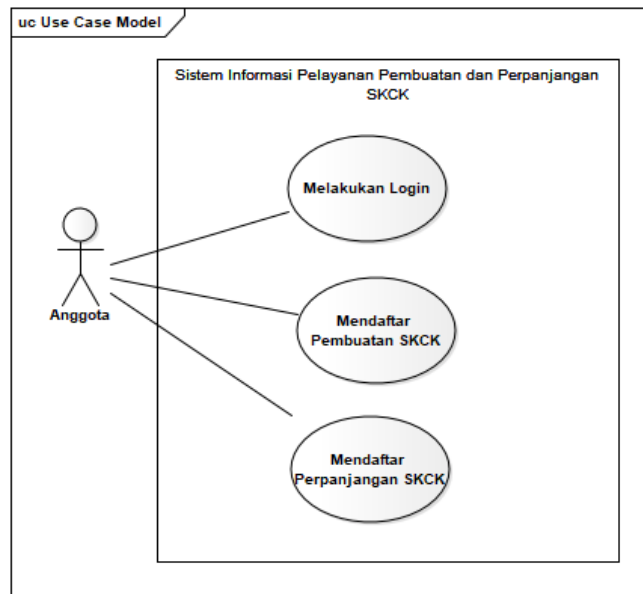 uc Use Case Model
Sistem Informasi Pelayanan Pembuatan dan Perpanjangan
SKCK
Melakukan Login
Anggota
Mendaftar
Pembuatan SKCK
Mendaftar
Perpanjangan SKCK